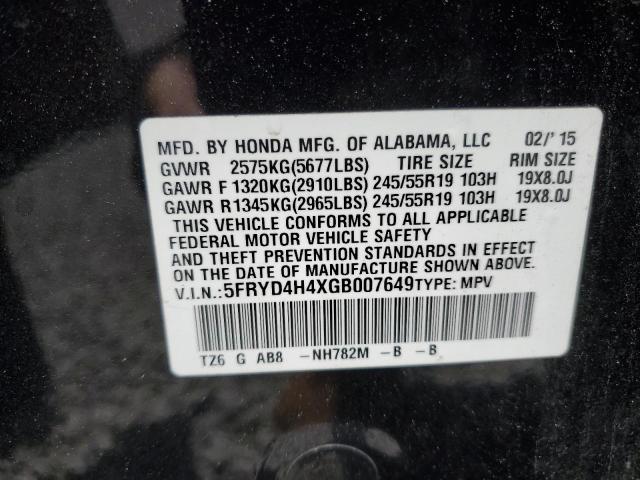 MFD. BY HONDA MFG. OF ALABAMA, LLC 02/' 15
GVWR 2575KG(5677LBS) TIRE SIZE RIM SIZE
GAWR F 1320KG(2910LBS) 245/55R19 103H 19X8.0J
GAWR R1345KG(2965LBS) 245/55R19 103H 19X8.0J
THIS VEHICLE CONFORMS TO ALL APPLICABLE
FEDERAL MOTOR VEHICLE SAFETY
AND THEFT PREVENTION STANDARDS IN EFFECT
ON THE DATE OF MANUFACTURE SHOWN ABOVE.
V.I.N.:5FRYD4H4XGB007649TYPE: MPV
TZ6 G AB8 -NH782M -B -B